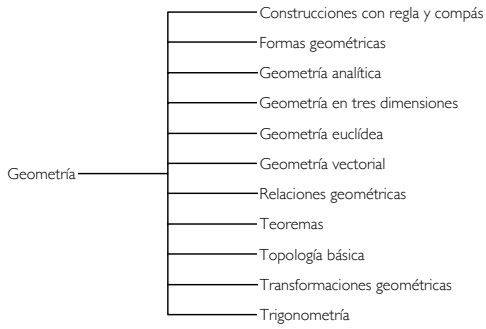 Construcciones con regla y compás
Formas geométricas
Geometría analítica
Geometría en tres dimensiones
Geometría euclídea
Geometría vectorial
Geometría
Relaciones geométricas
Teoremas
Topología básica
Transformaciones geométricas
Trigonometría